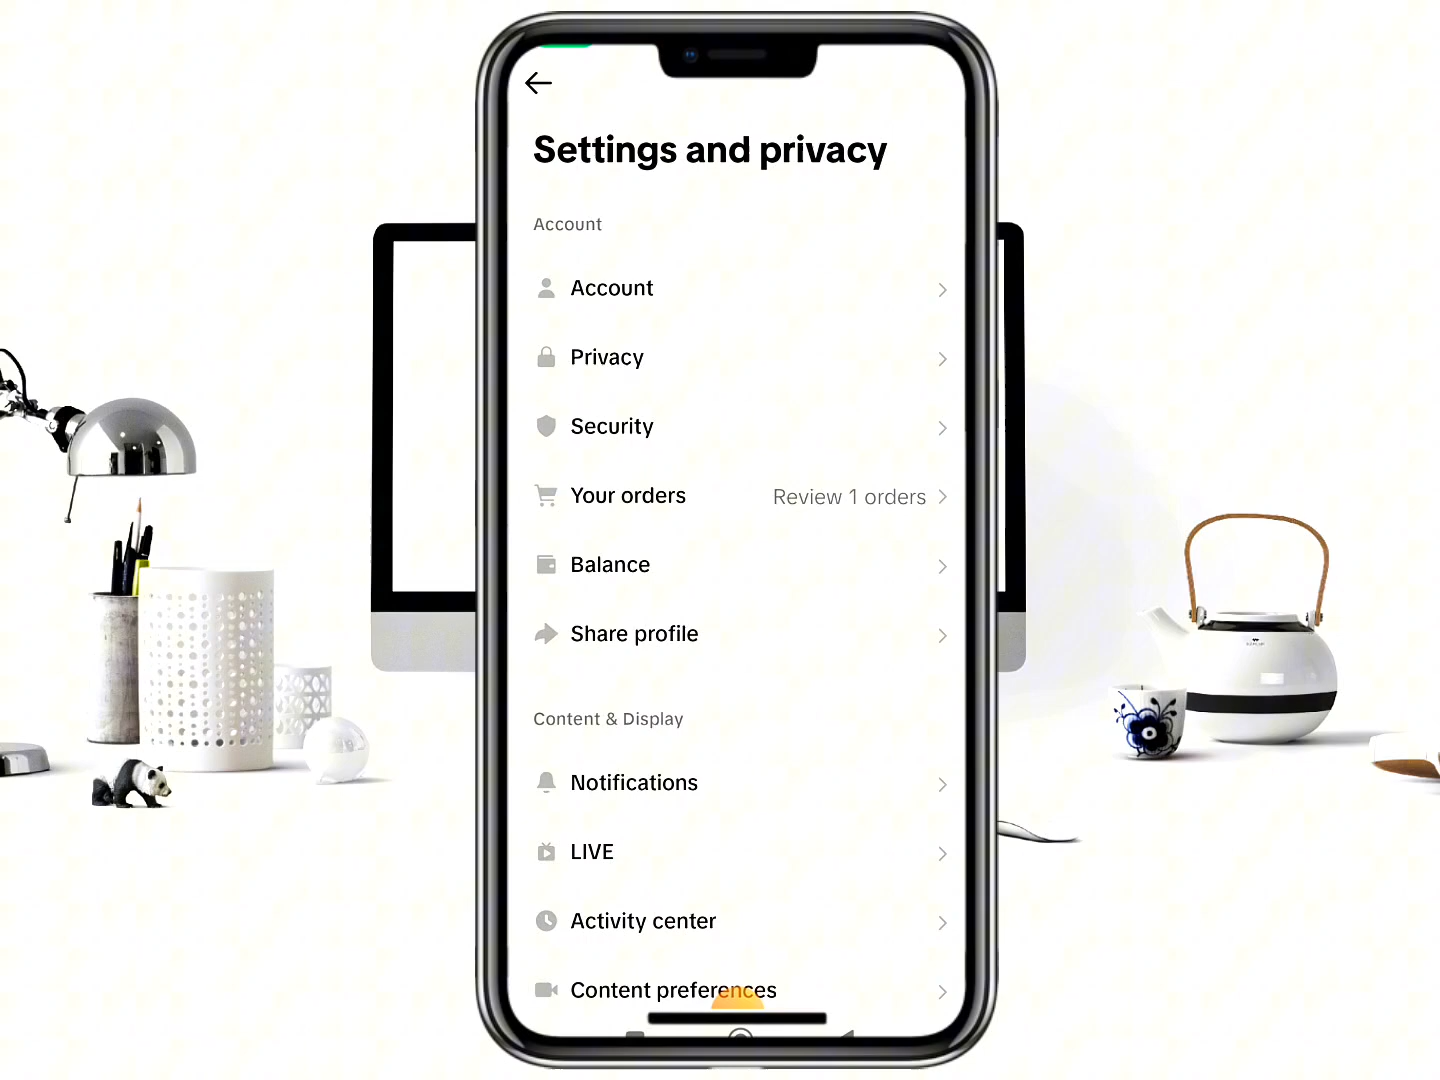 Settings and privacy
Account
Account
Privacy
Security
Your orders Review 1 orders
Balance
Share profile
Content & Display
Notifications
LIVE
Activity center
Content preferences